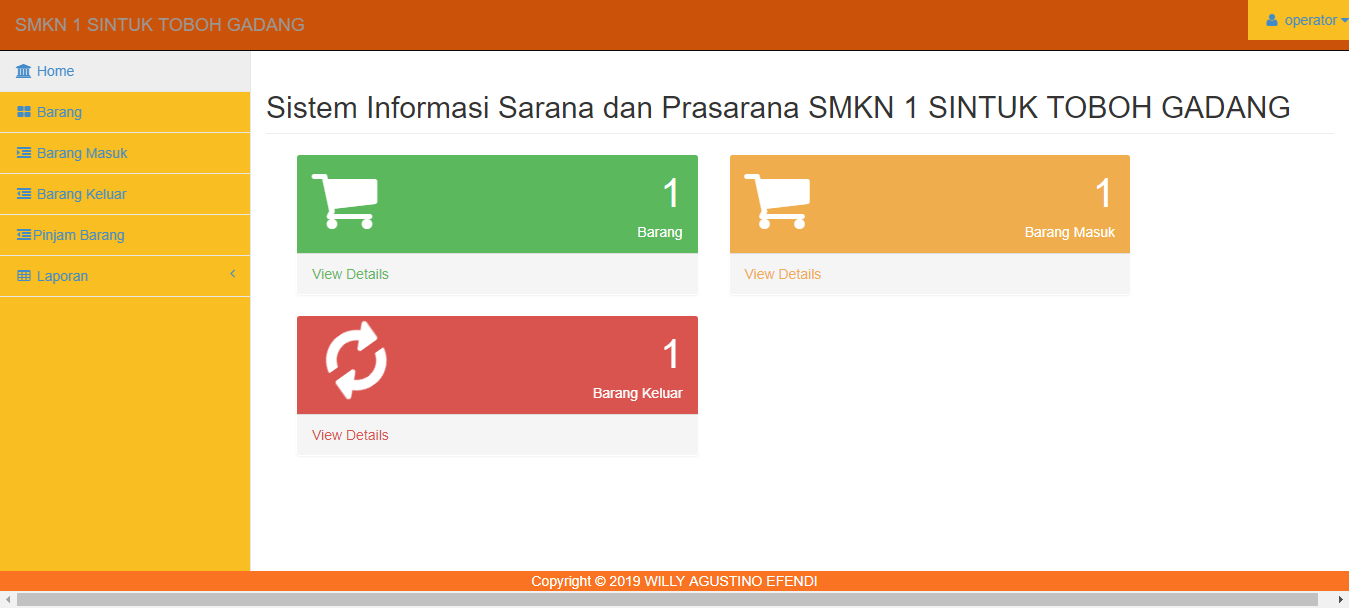 SMKN 1 SINTUK TOBOH GADANG
operator
Home
Barang
Barang Masuk
Barang Keluar
Pinjam Barang
Laporan
Sistem Informasi Sarana dan Prasarana SMKN 1 SINTUK TOBOH GADANG
1
Barang
View Details
1
Barang Masuk
View Details
1
Barang Keluar
View Details
Copyright © 2019 WILLY AGUSTINO EFENDI